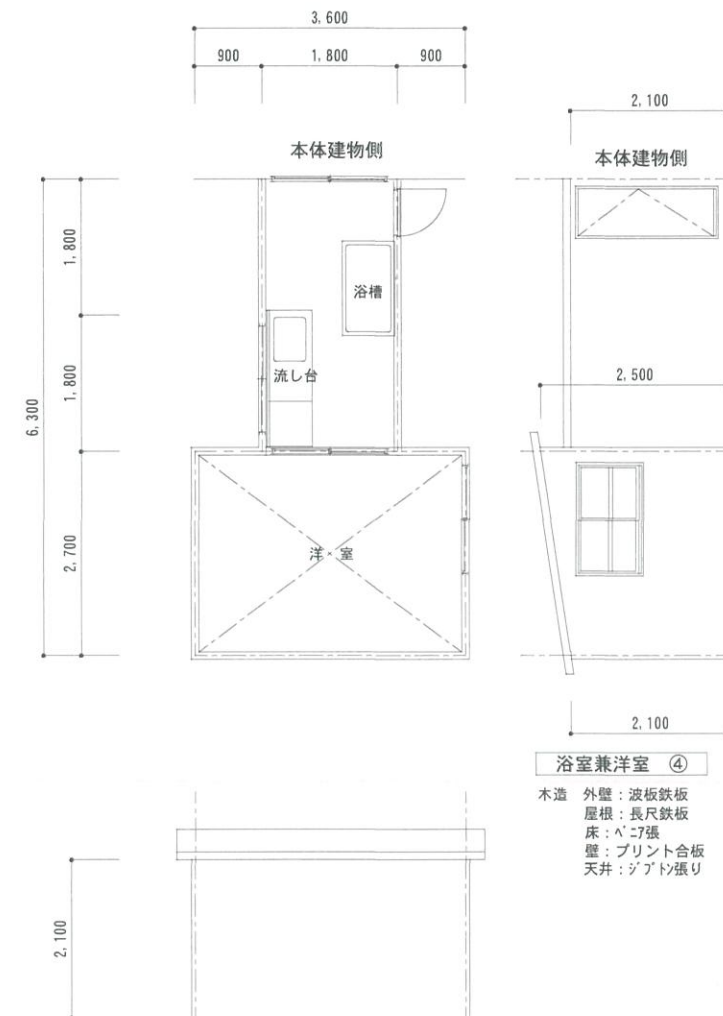 3,600
900 1,800 900
2,100
本体建物側
本体建物側
1,800
浴槽
流し台
1,800
2,500
6,300
洋室
2,700
2,100
浴室兼洋室 ④
木造 外壁：波板鉄板
屋根：長尺鉄板
床：ベニア張
壁：プリント合板
天井：ジプトン張り
2,100